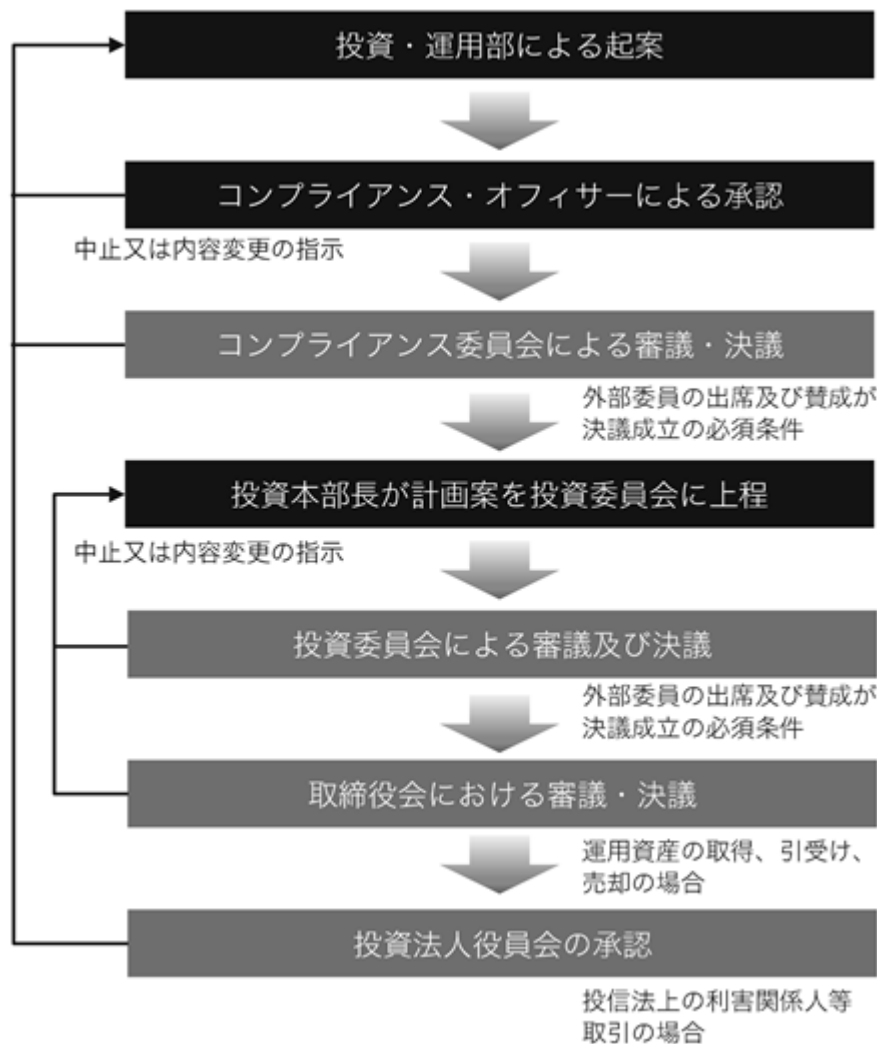 投資・運用部による起案
コンプライアンス・オフィサーによる承認
中止又は内容変更の指示
コンプライアンス委員会による審議・決議
外部委員の出席及び賛成が
決議成立の必須条件
投資本部長が計画案を投資委員会に上程
中止又は内容変更の指示
投資委員会による審議及び決議
外部委員の出席及び賛成が
決議成立の必須条件
取締役会における審議・決議
運用資産の取得、引受け、
売却の場合
投資法人役員会の承認
投信法上の利害関係人等
取引の場合